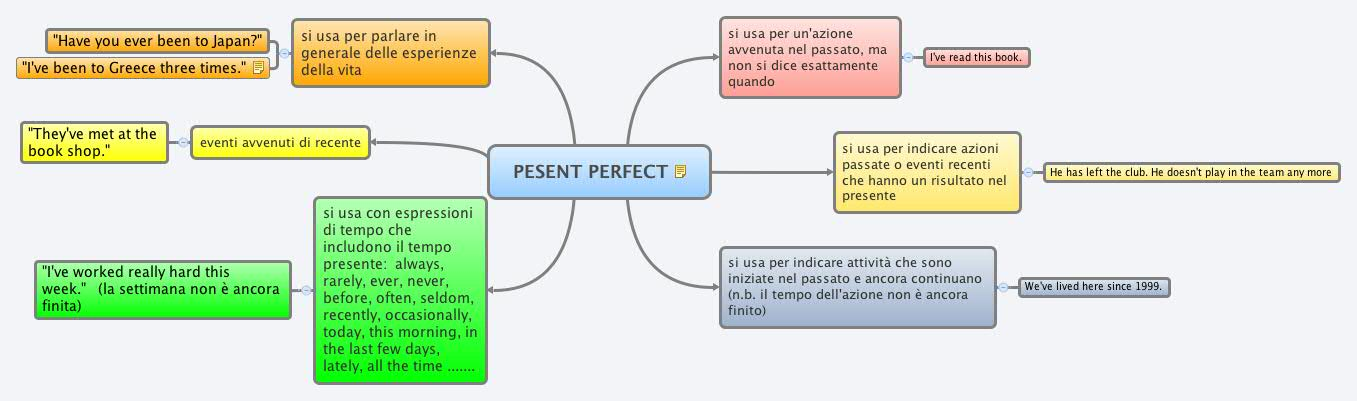 "Have you ever been to Japan?"
"I've been to Greece three times."
si usa per parlare in
generale delle esperienze
della vita
"They've met at the
book shop."
eventi avvenuti di recente
"I've worked really hard this
week."   (la settimana non è ancora
finita)
si usa con espressioni
di tempo che
includono il tempo
presente:  always,
rarely, ever, never,
before, often, seldom,
recently, occasionally,
today, this morning, in
the last few days,
lately, all the time .......
PESENT PERFECT
si usa per un'azione
avvenuta nel passato, ma
non si dice esattamente
quando
I've read this book.
si usa per indicare azioni
passate o eventi recenti
che hanno un risultato nel
presente
He has left the club. He doesn't play in the team any more
si usa per indicare attività che sono
iniziate nel passato e ancora continuano
(n.b. il tempo dell'azione non è ancora
finito)
We've lived here since 1999.